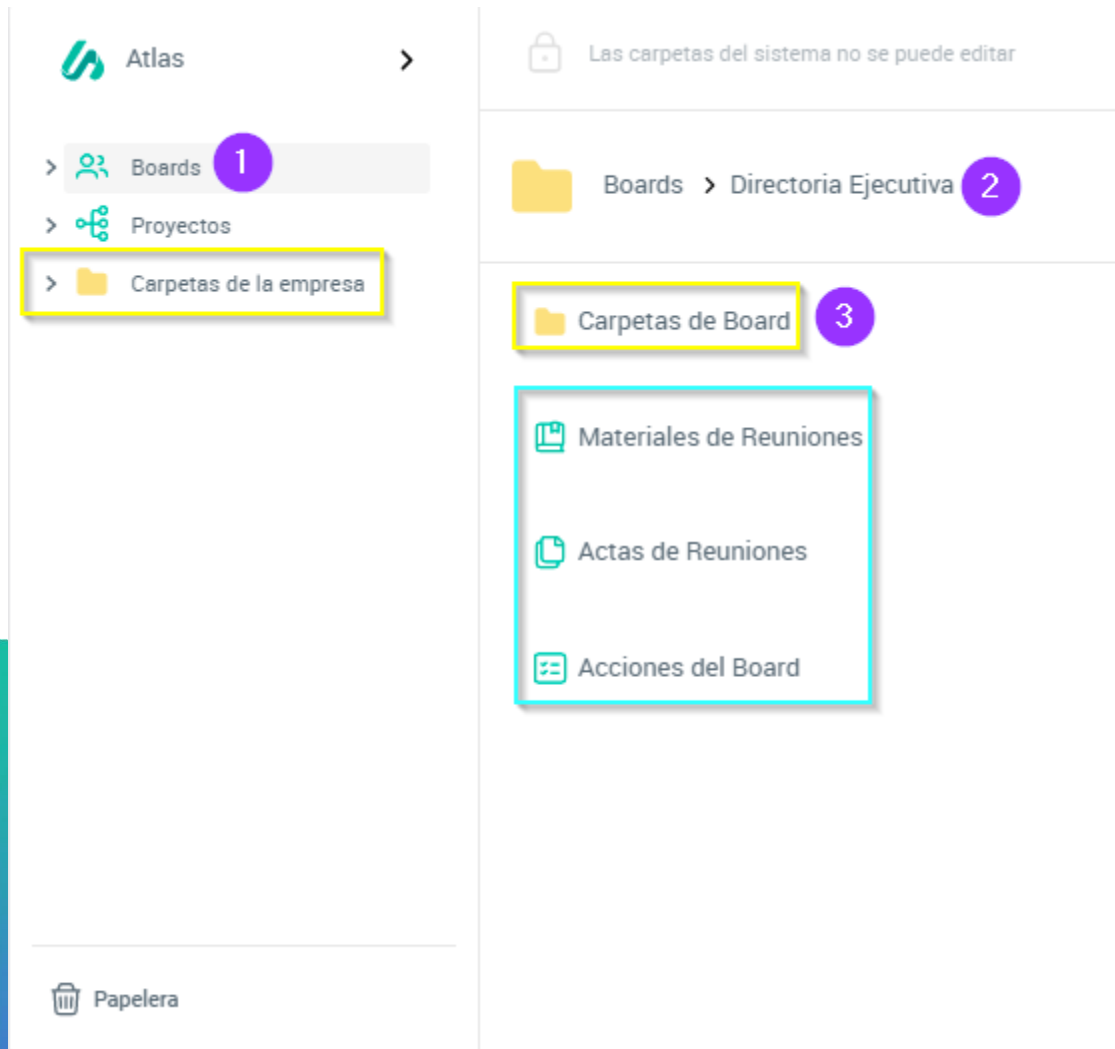 Atlas
Boards 1
Proyectos
Carpetas de la empresa
Papelera
Las carpetas del sistema no se puede editar
Boards > Directoria Ejecutiva 2
Carpetas de Board 3
Materiales de Reuniones
Actas de Reuniones
Acciones del Board